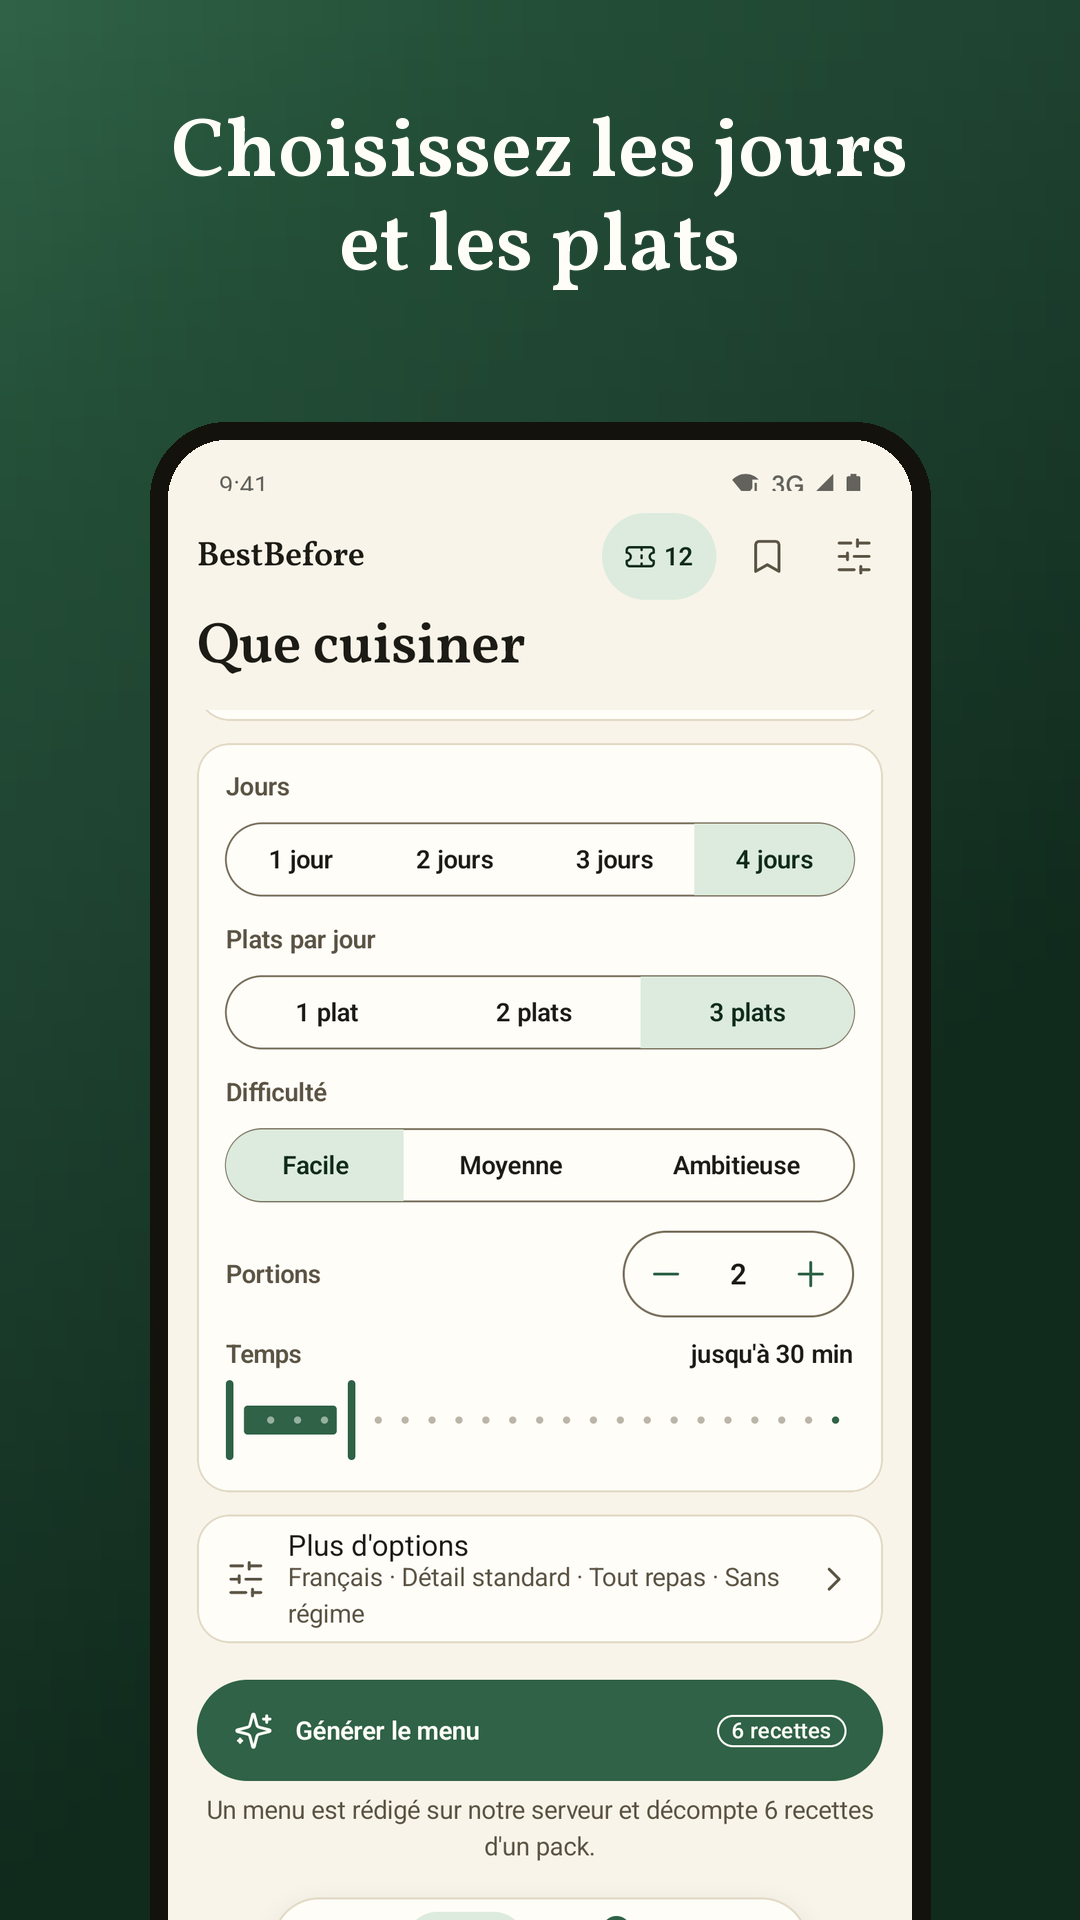 Choisissez les jours
et les plats
9:41
3G
BestBefore
12
Que cuisiner
Jours
1 jour 2 jours 3 jours 4 jours
Plats par jour
1 plat 2 plats 3 plats
Difficulté
Facile Moyenne Ambitieuse
Portions 2
Temps jusqu'à 30 min
Plus d'options
Français · Détail standard · Tout repas · Sans
régime
Générer le menu 6 recettes
Un menu est rédigé sur notre serveur et décompte 6 recettes
d'un pack.